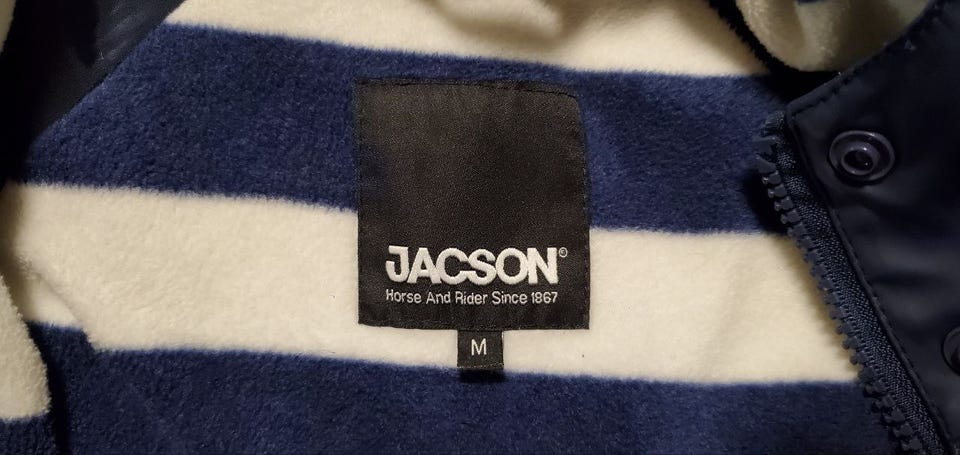 JACSON®
Horse And Rider Since 1867
M